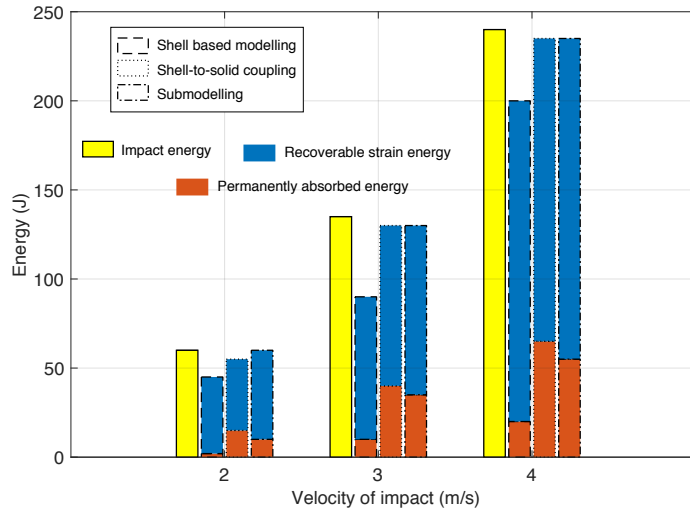 250
200
150
100
50
0
Energy (J)
Shell based modelling
Shell-to-solid coupling
Submodelling
Impact energy
Recoverable strain energy
Permanently absorbed energy
2 3 4
Velocity of impact (m/s)